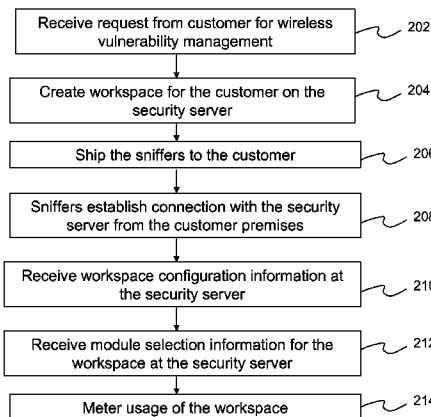 Receive request from customer for wireless
vulnerability management
202
Create workspace for the customer on the
security server
204
Ship the sniffers to the customer
206
Sniffers establish connection with the security
server from the customer premises
208
Receive workspace configuration information at
the security server
210
Receive module selection information for the
workspace at the security server
212
Meter usage of the workspace
214